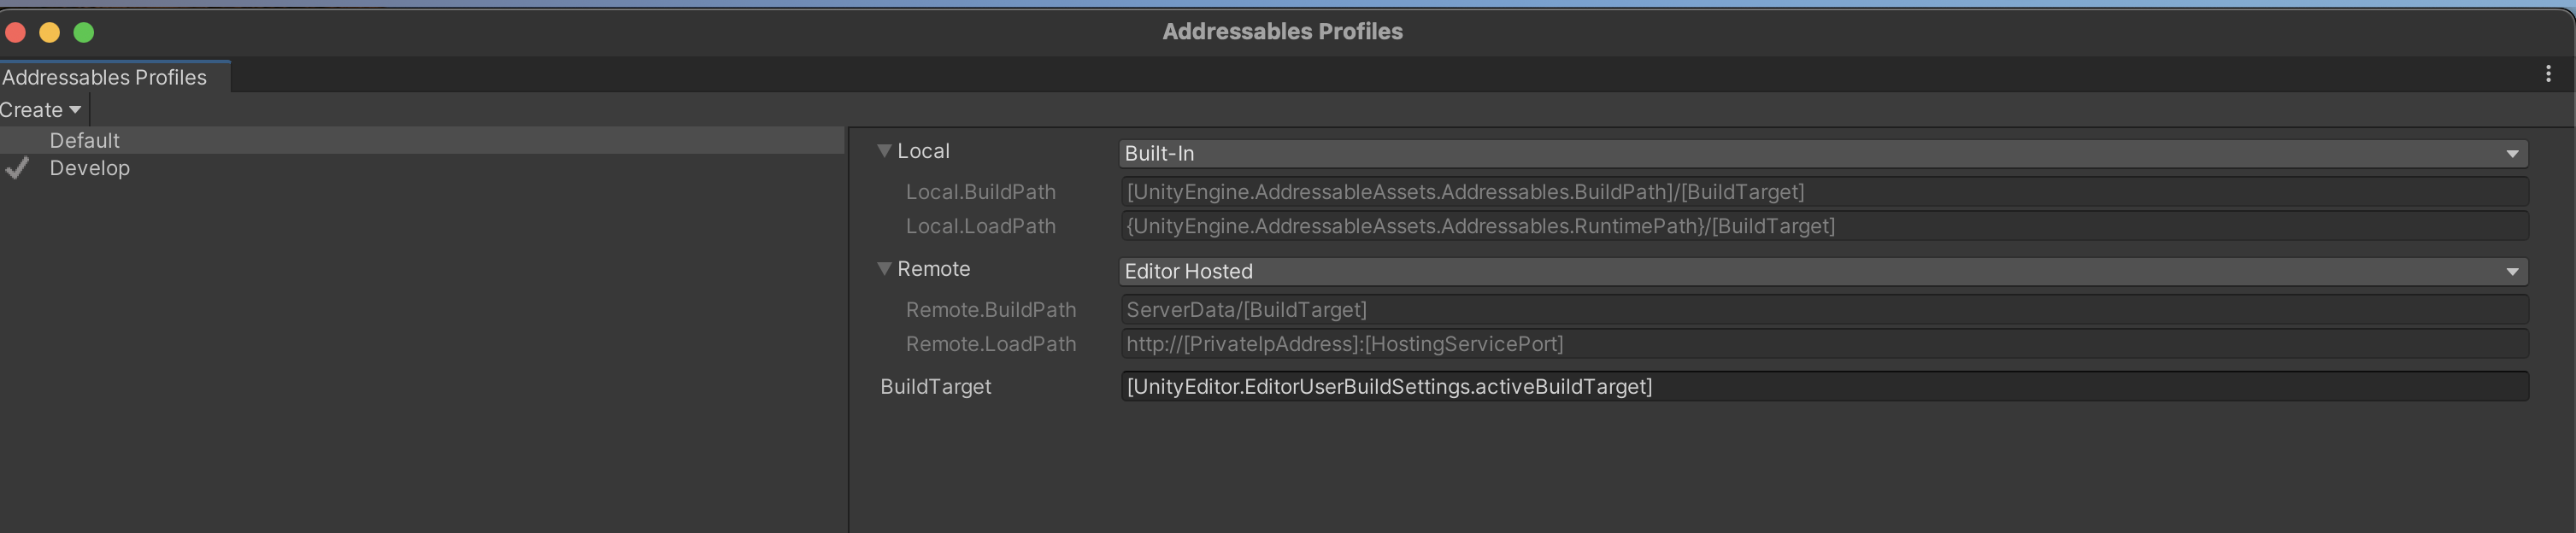 Addressables Profiles
Addressables Profiles
Create
Default
Develop
Local Built-In
Local.BuildPath [UnityEngine.AddressableAssets.Addressables.BuildPath]/[BuildTarget]
Local.LoadPath {UnityEngine.AddressableAssets.Addressables.RuntimePath}/[BuildTarget]
Remote Editor Hosted
Remote.BuildPath ServerData/[BuildTarget]
Remote.LoadPath http://[PrivateIpAddress]:[HostingServicePort]
BuildTarget [UnityEditor.EditorUserBuildSettings.activeBuildTarget]